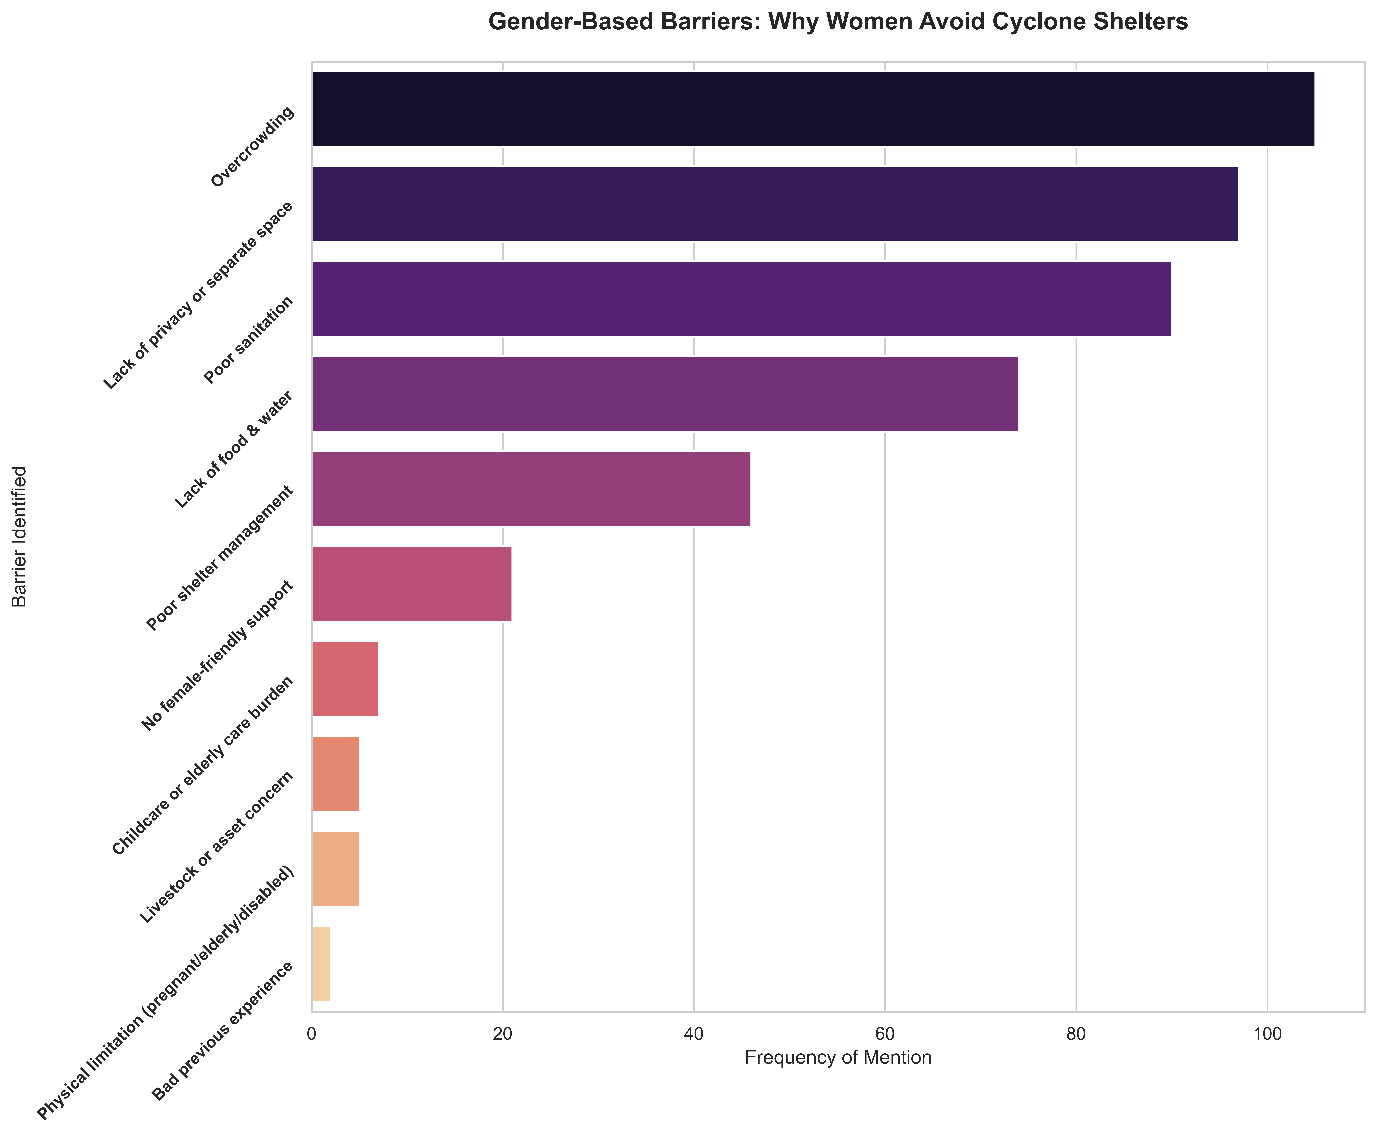 Gender-Based Barriers: Why Women Avoid Cyclone Shelters
Barrier Identified
Overcrowding
Lack of privacy or separate space
Poor sanitation
Lack of food & water
Poor shelter management
No female-friendly support
Childcare or elderly care burden
Livestock or asset concern
Physical limitation (pregnant/elderly/disabled)
Bad previous experience
0 20 40 60 80 100
Frequency of Mention